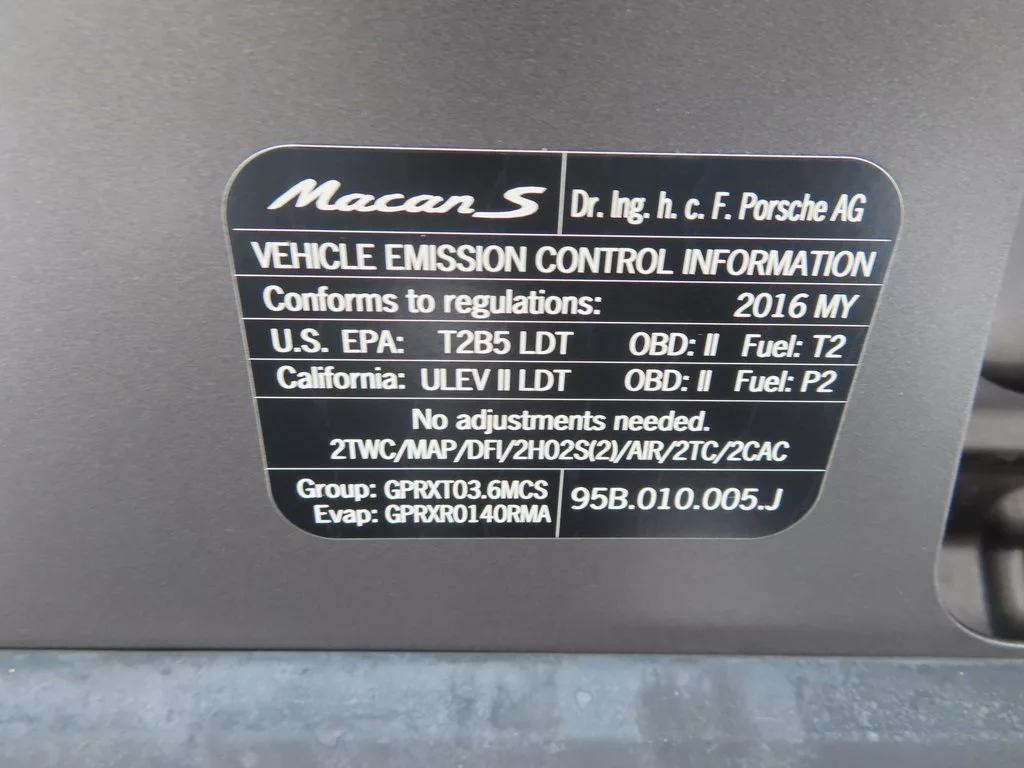 Macan S Dr. Ing. h. c. F. Porsche AG
VEHICLE EMISSION CONTROL INFORMATION
Conforms to regulations: 2016 MY
U.S. EPA: T2B5 LDT OBD: II Fuel: T2
California: ULEV II LDT OBD: II Fuel: P2
No adjustments needed.
2TWC/MAP/DFI/2HO2S(2)/AIR/2TC/2CAC
Group: GPRXT03.6MCS
Evap: GPRXR0140RMA
95B.010.005.J